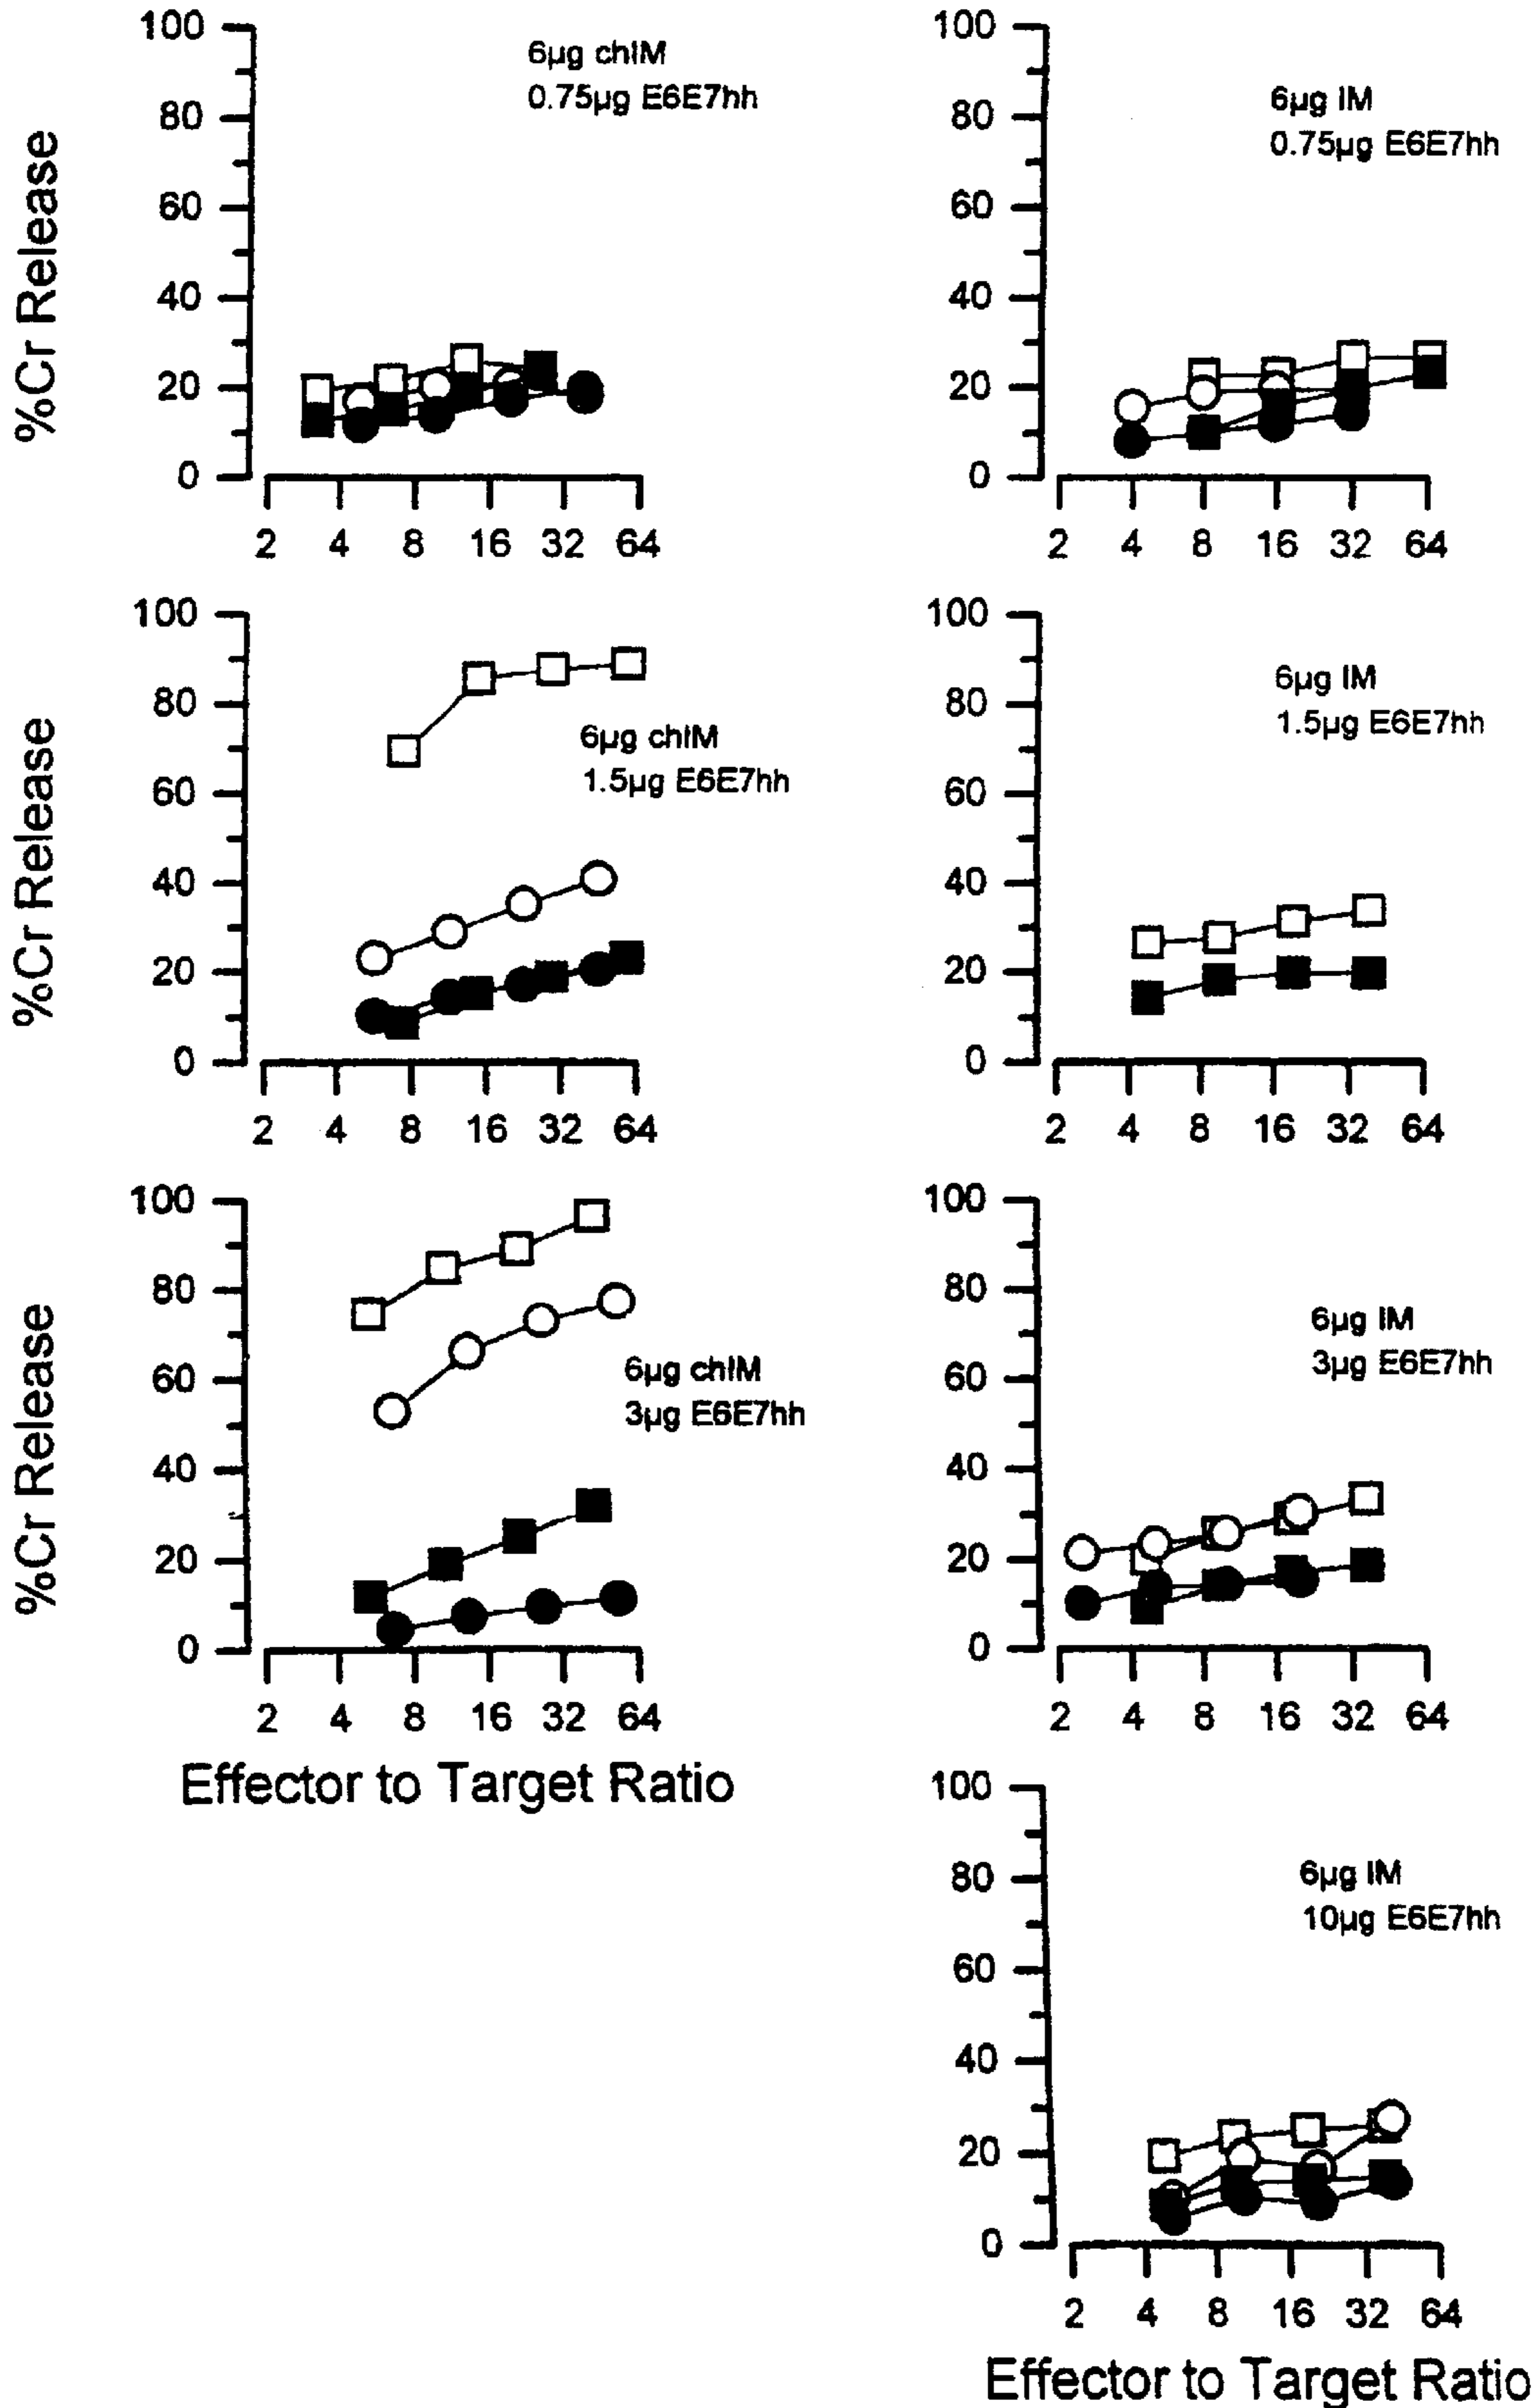 100
80
60
40
20
0
%Cr Release
6µg chIM
0.75µg E6E7hh
2 4 8 16 32 64
100
80
60
40
20
0
6µg IM
0.75µg E6E7hh
2 4 8 16 32 64
100
80
60
40
20
0
%Cr Release
6µg chIM
1.5µg E6E7hh
2 4 8 16 32 64
100
80
60
40
20
0
6µg IM
1.5µg E6E7hh
2 4 8 16 32 64
100
80
60
40
20
0
%Cr Release
6µg chIM
3µg E6E7hh
2 4 8 16 32 64
Effector to Target Ratio
100
80
60
40
20
0
6µg IM
3µg E6E7hh
2 4 8 16 32 64
100
80
60
40
20
0
6µg IM
10µg E6E7hh
2 4 8 16 32 64
Effector to Target Ratio